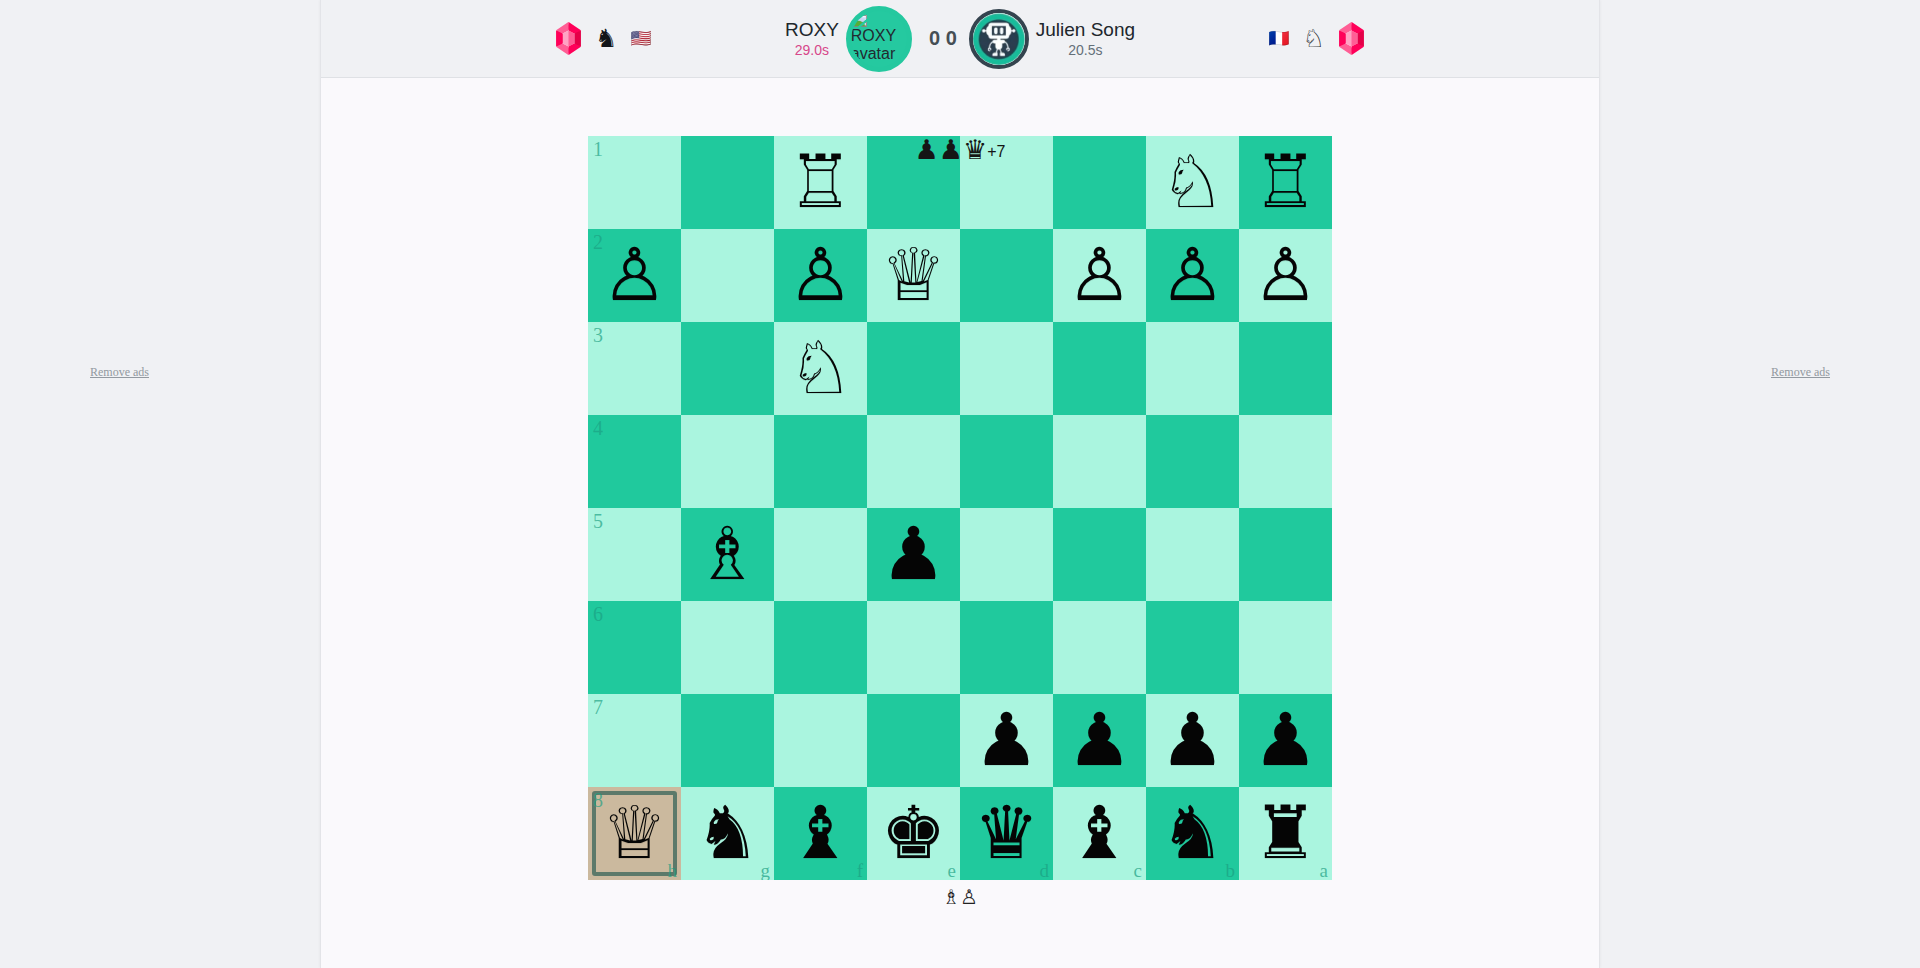 ROXY
29.0s
ROXY
avatar
0 0
Julien Song
20.5s
1
+7
2
3
Remove ads
Remove ads
4
5
6
7
8
h g f e d c b a